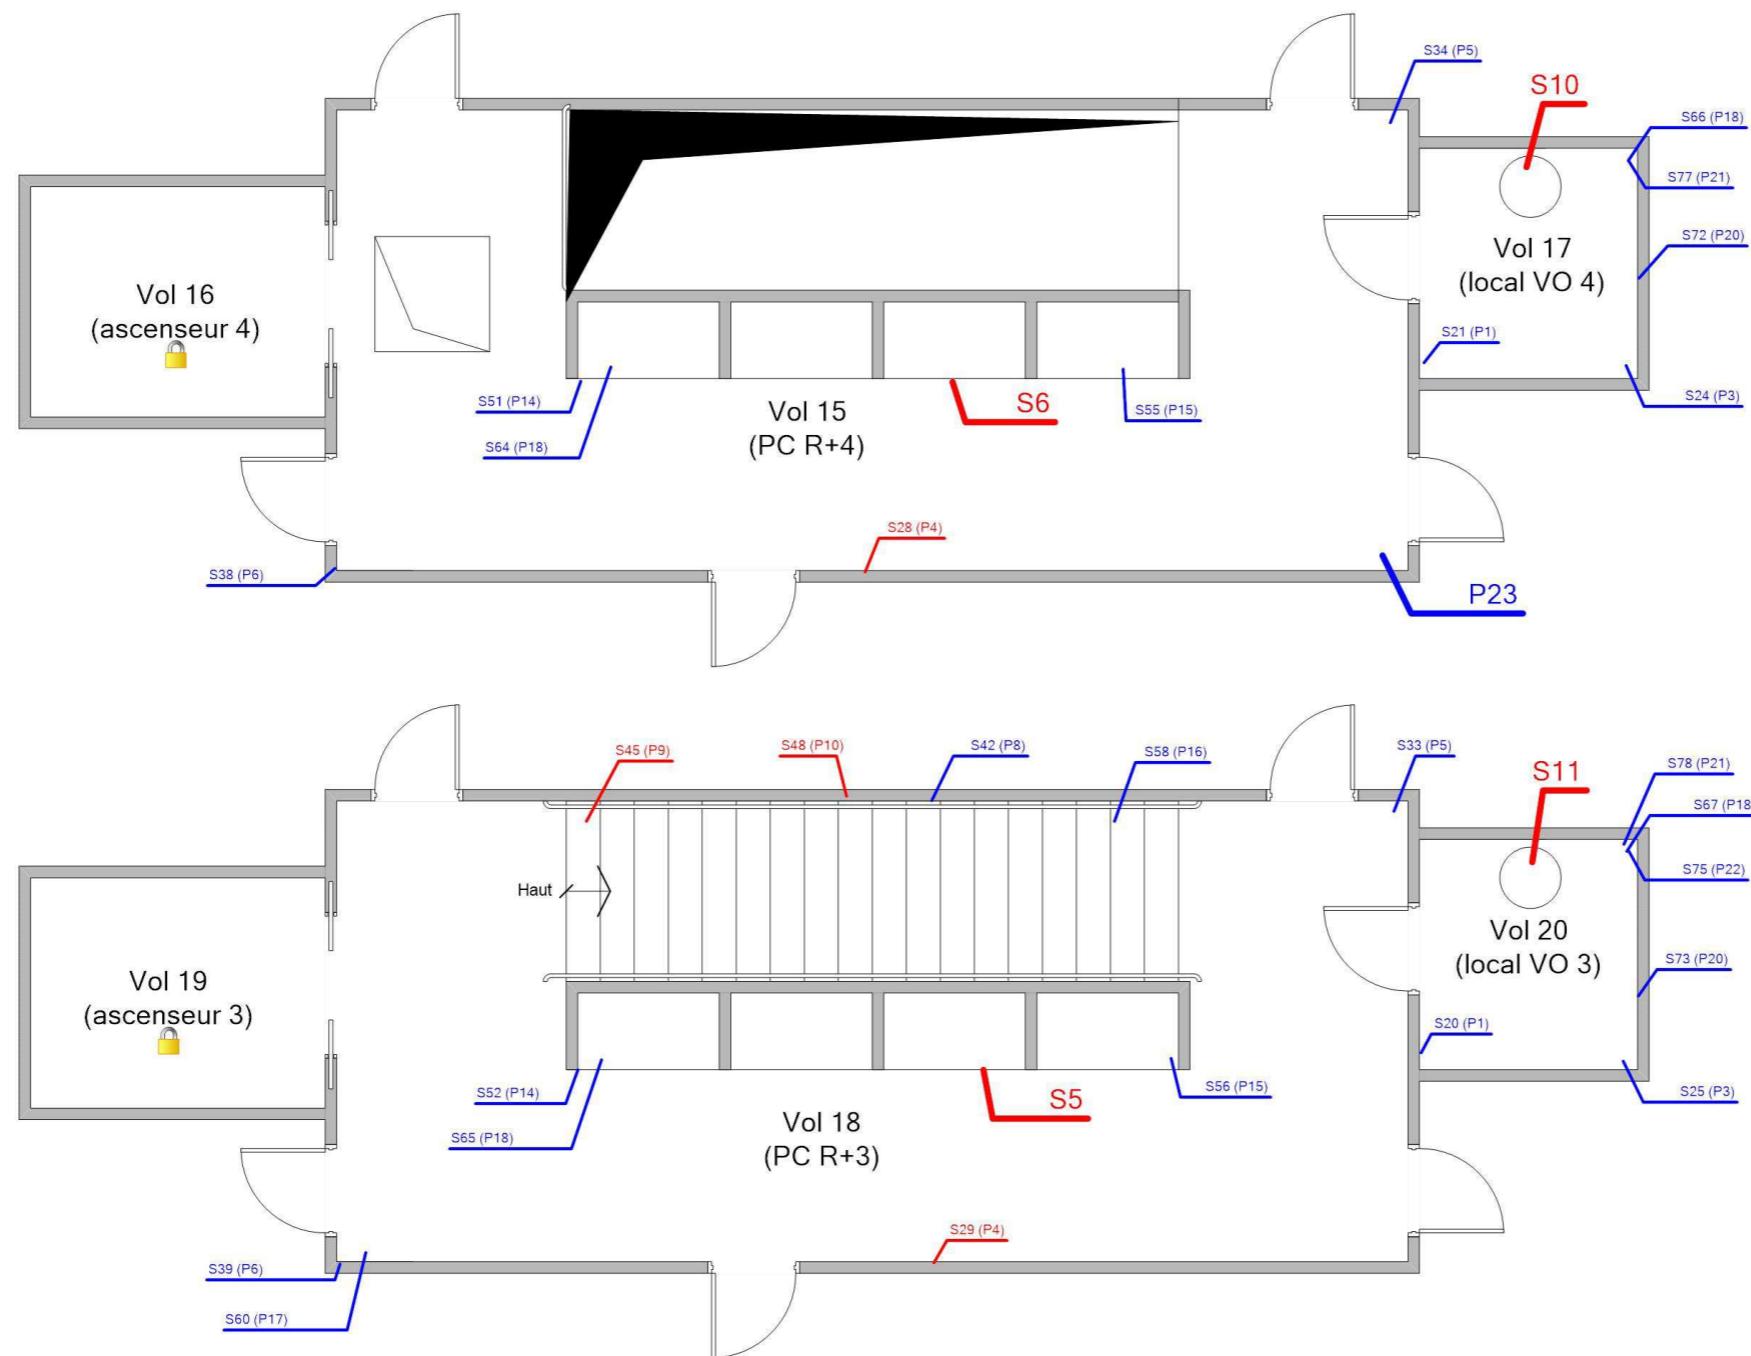 S34 (P5)
S10
S66 (P18)
S77 (P21)
S72 (P20)
Vol 17
(local VO 4)
Vol 16
(ascenseur 4)
S21 (P1)
S24 (P3)
S51 (P14)
S6
S55 (P15)
Vol 15
(PC R+4)
S64 (P18)
S28 (P4)
S38 (P6)
P23
S45 (P9)
S48 (P10)
S42 (P8)
S58 (P16)
S33 (P5)
S11
S78 (P21)
S67 (P18
S75 (P22)
Haut
Vol 20
(local VO 3)
S73 (P20)
Vol 19
(ascenseur 3)
S20 (P1)
S25 (P3)
S52 (P14)
S5
S56 (P15)
Vol 18
(PC R+3)
S65 (P18)
S29 (P4)
S39 (P6)
S60 (P17)